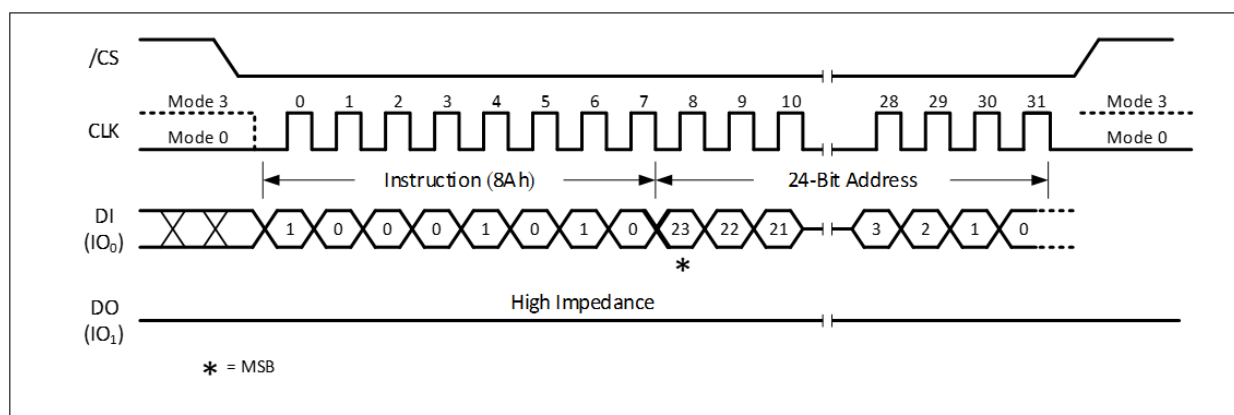 /CS
Mode 3 0 1 2 3 4 5 6 7 8 9 10 28 29 30 31 Mode 3
CLK
Mode 0 Mode 0
Instruction (8Ah) 24-Bit Address
DI
(IO₀)
1 0 0 0 1 0 1 0 23 22 21 3 2 1 0
*
High Impedance
DO
(IO₁)
* = MSB